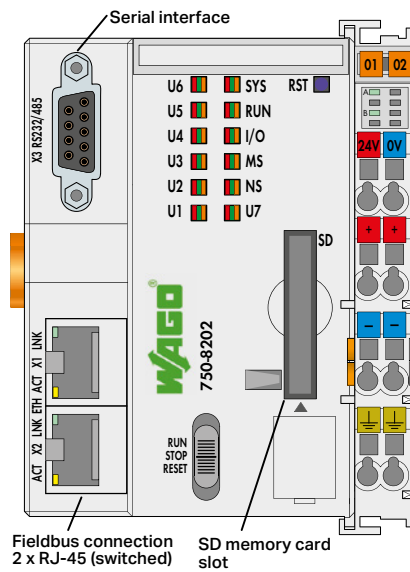 Serial interface
X3 RS232/485
U6 SYS RST
U5 RUN
U4 I/O
U3 MS
U2 NS
U1 U7
SD
01 02
A
B
24V 0V
+ +
− −
WAGO®
750-8202
RUN
STOP
RESET
ACT X2 LNK ETH ACT X1 LNK
Fieldbus connection
2 x RJ-45 (switched)
SD memory card
slot